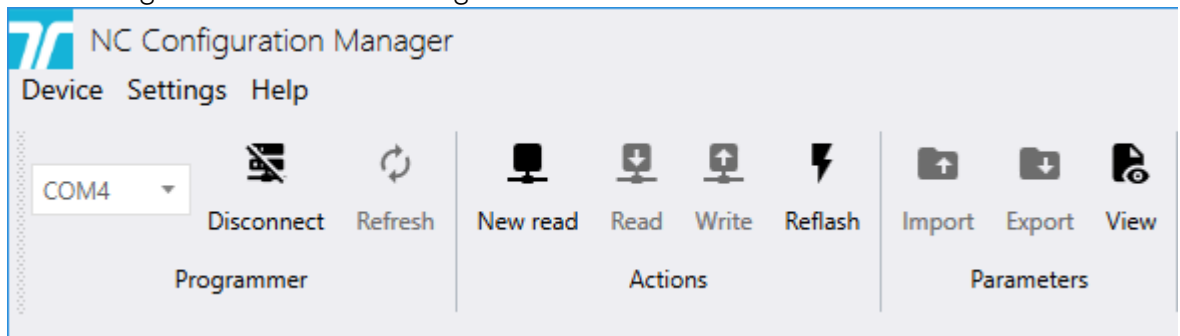 NC Configuration Manager
Device Settings Help
COM4
Disconnect Refresh New read Read Write Reflash Import Export View
Programmer Actions Parameters